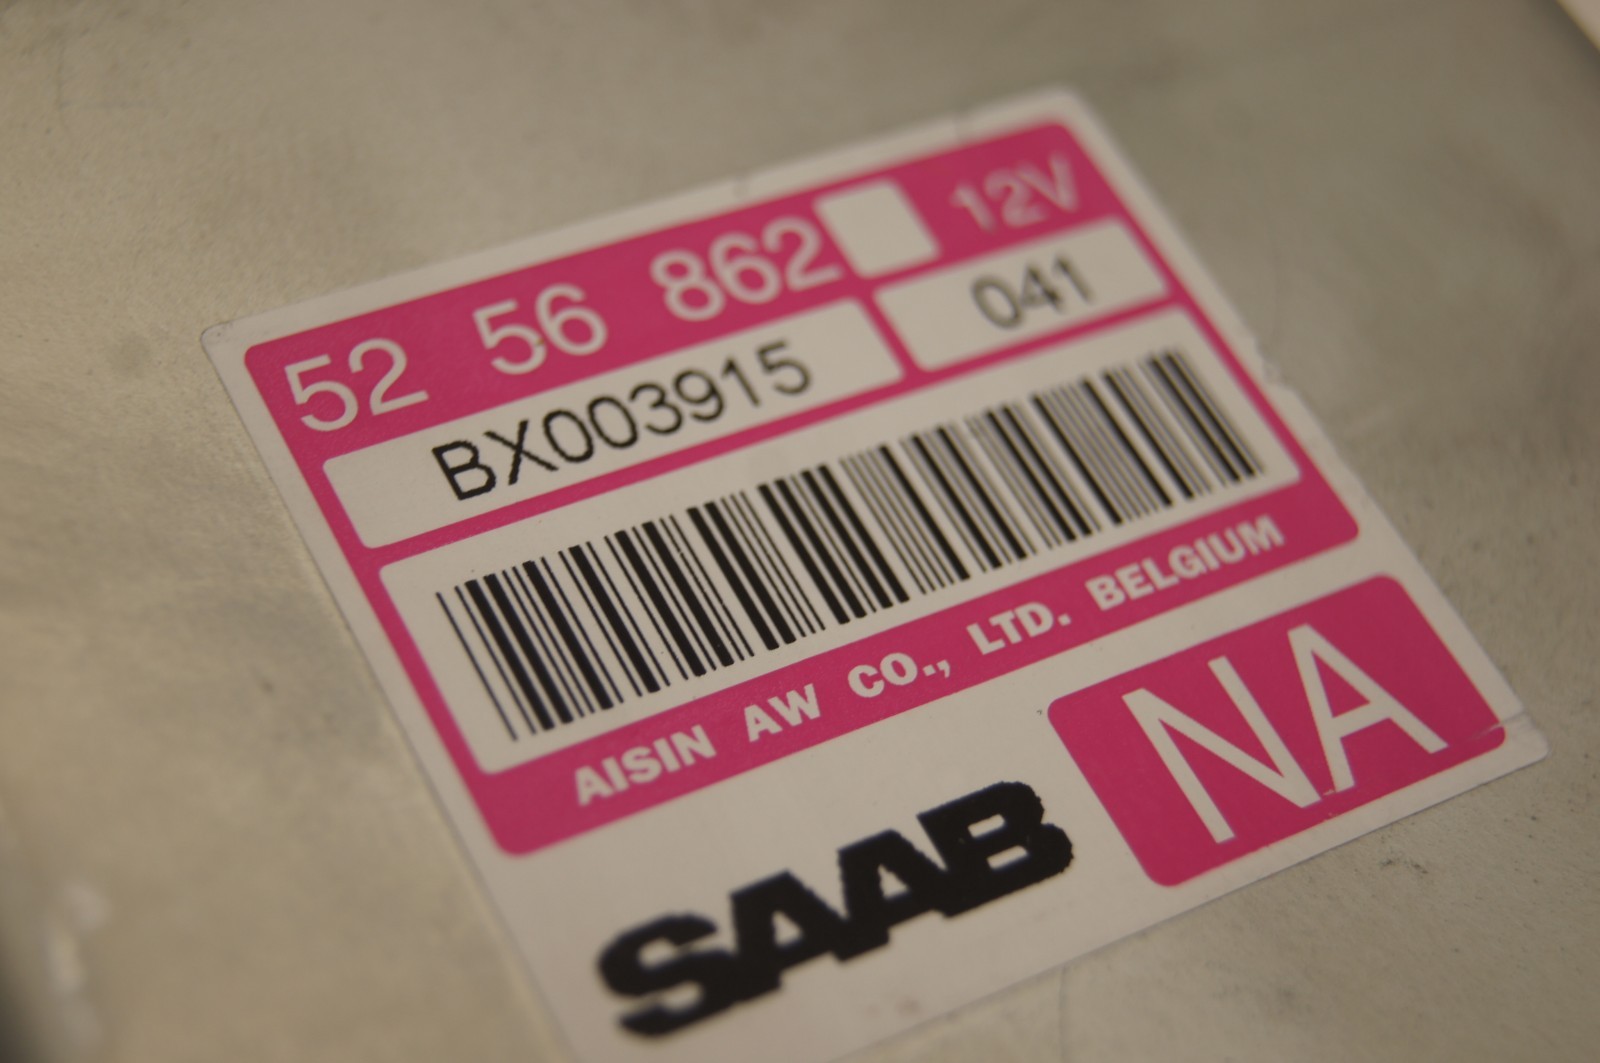 52 56 862 12V
BX003915 041
AISIN AW CO., LTD. BELGIUM
SAAB NA